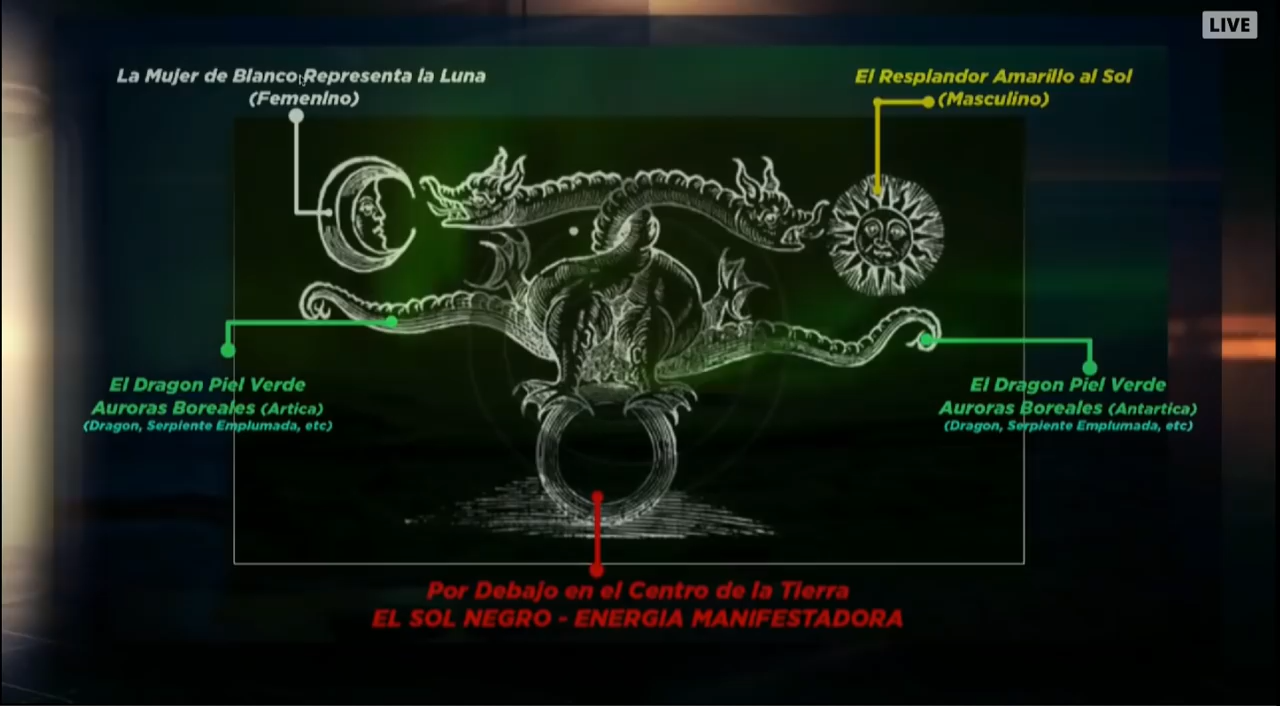 LIVE
La Mujer de Blanco Representa la Luna
(Femenino)
El Resplandor Amarillo al Sol
(Masculino)
El Dragon Piel Verde
Auroras Boreales (Artica)
(Dragon, Serpiente Emplumada, etc)
El Dragon Piel Verde
Auroras Boreales (Antartica)
(Dragon, Serpiente Emplumada, etc)
Por Debajo en el Centro de la Tierra
EL SOL NEGRO - ENERGIA MANIFESTADORA